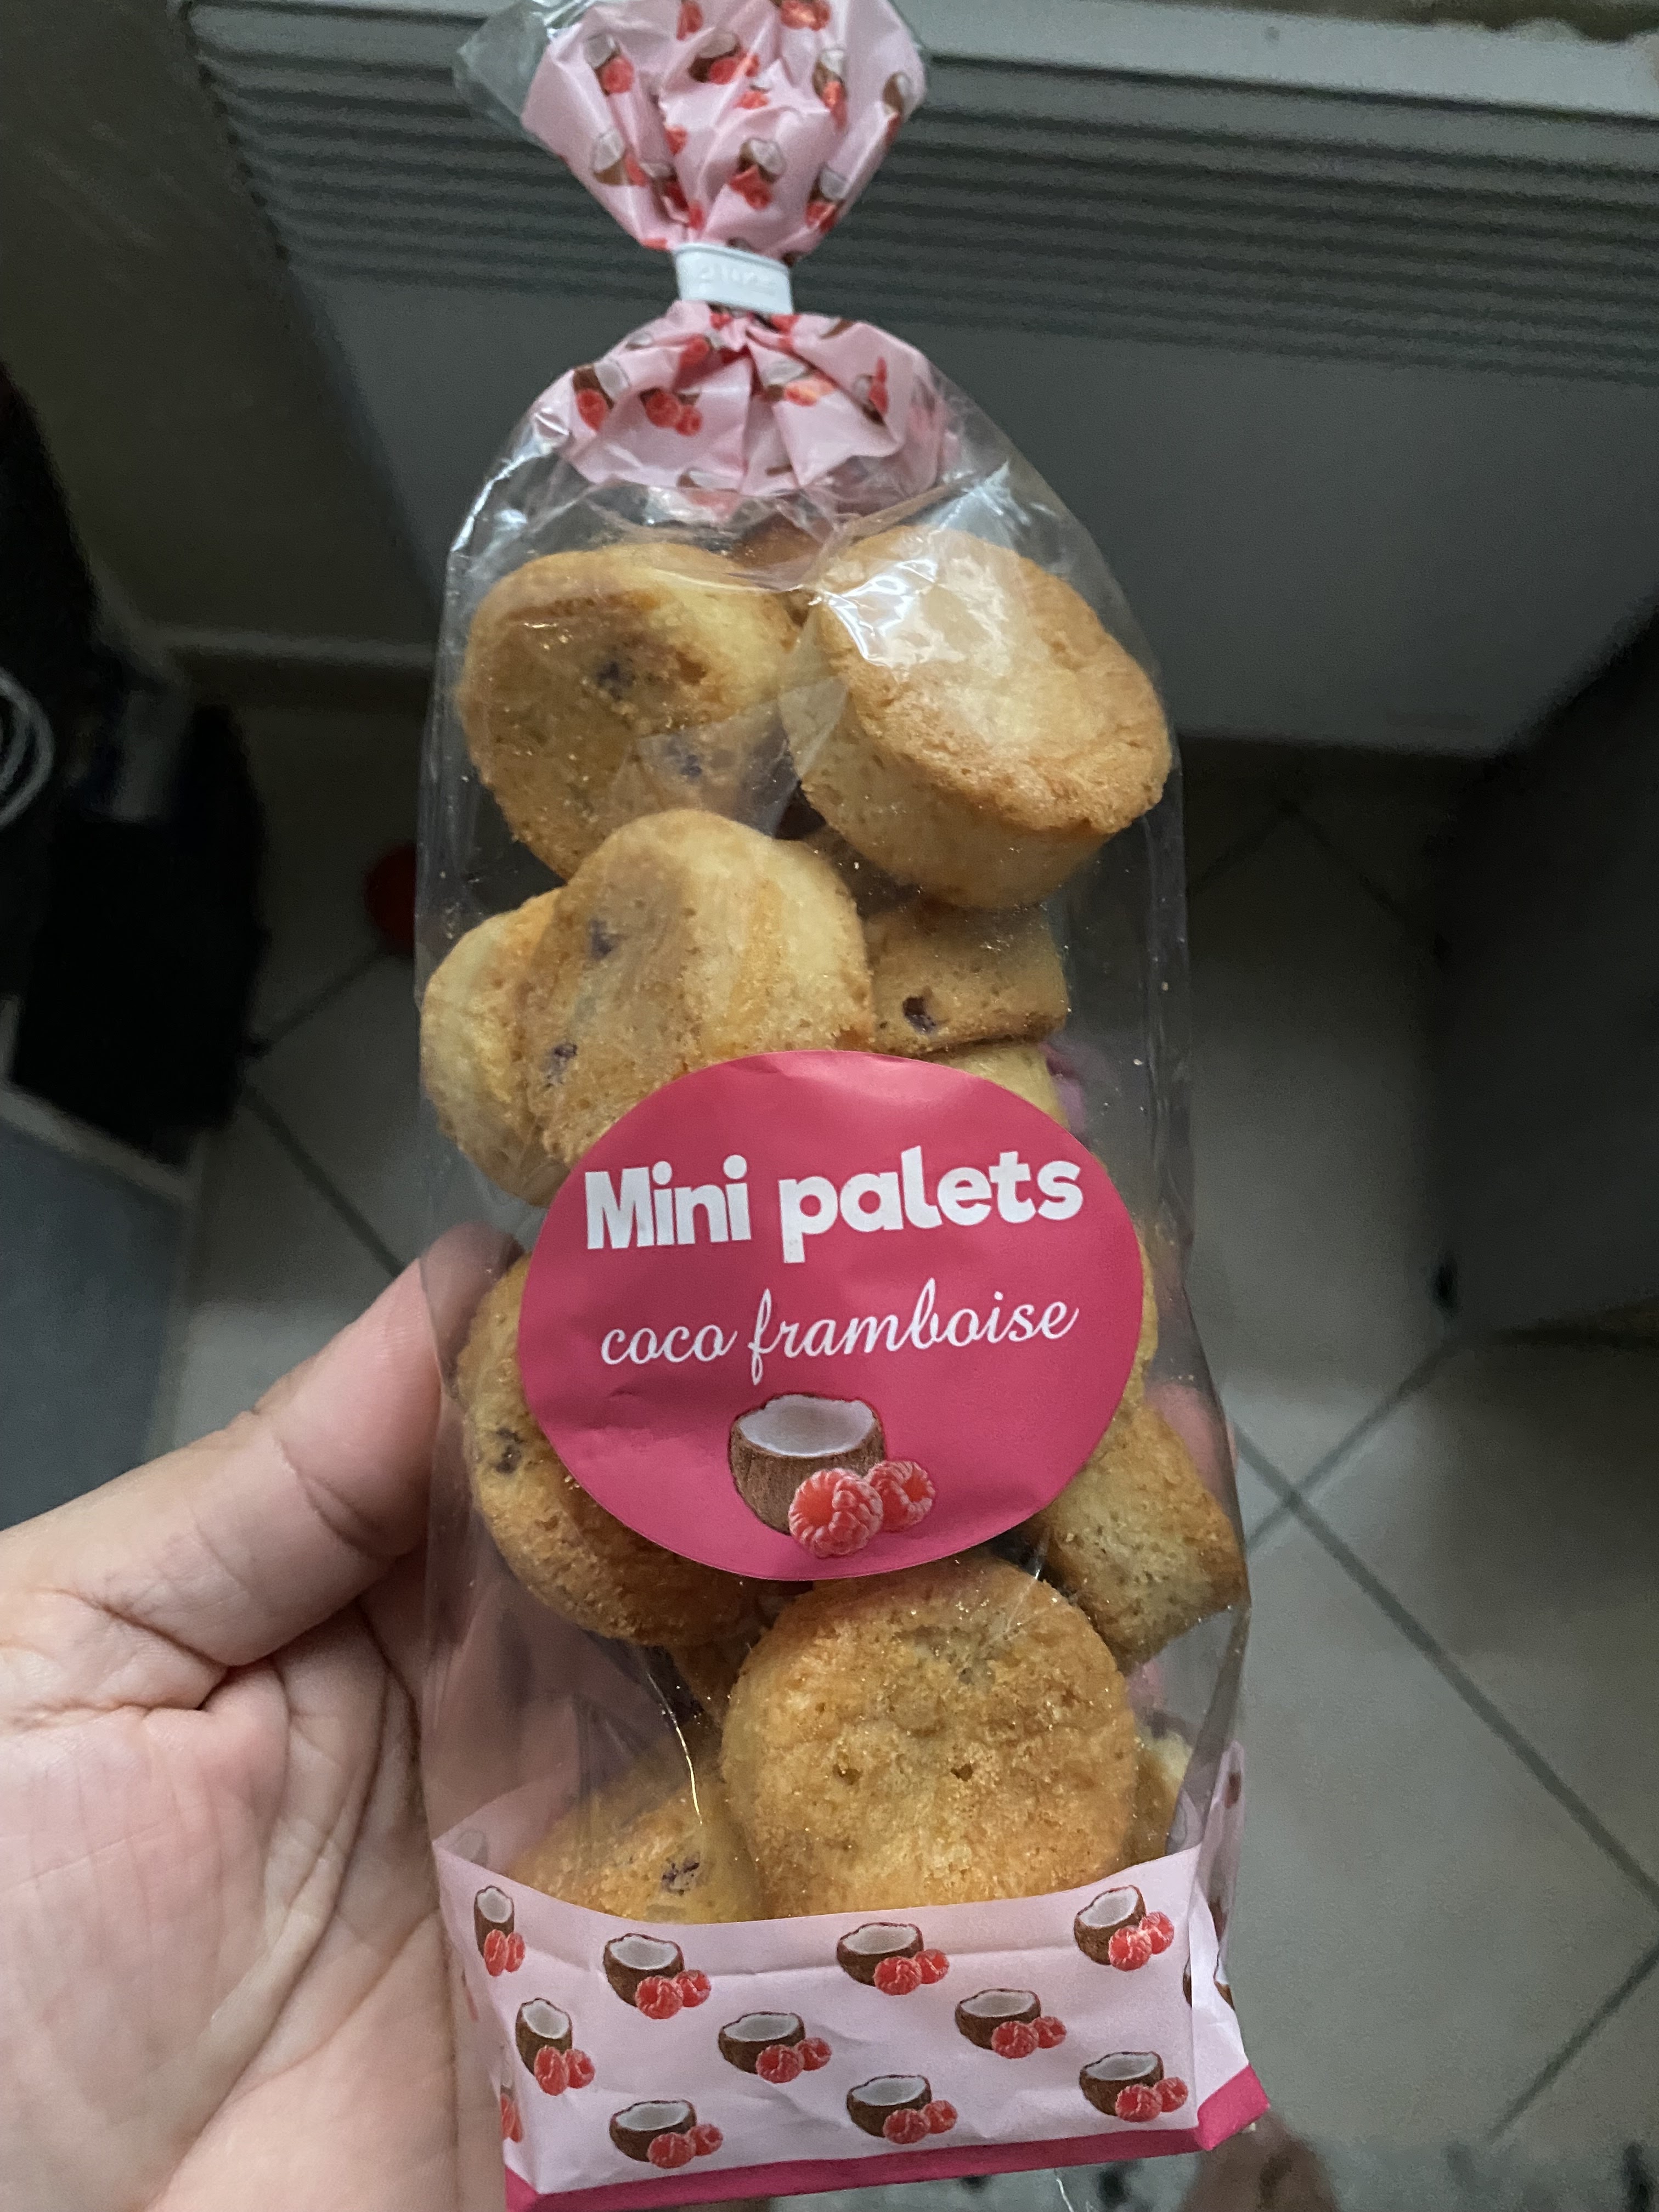 Mini palets
coco framboise